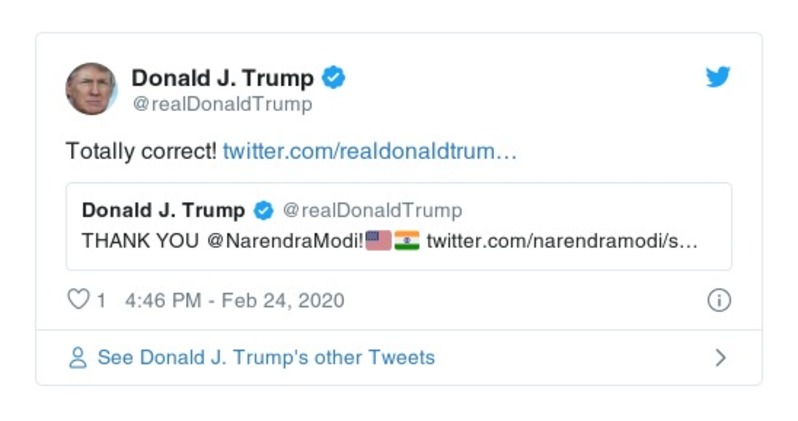 Donald J. Trump
@realDonaldTrump
Totally correct! twitter.com/realdonaldtrum…
Donald J. Trump @realDonaldTrump
THANK YOU @NarendraModi!🇺🇸🇮🇳 twitter.com/narendramodi/s…
1 4:46 PM - Feb 24, 2020
See Donald J. Trump's other Tweets